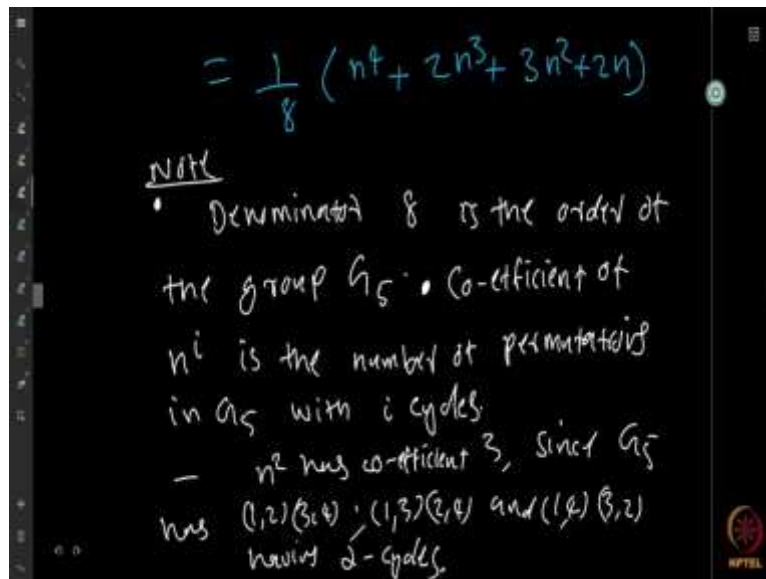 = 1/8 (n⁴ + 2n³ + 3n² + 2n)
Note
• Denominator 8 is the order of
the group G₅. • Co-efficient of
nⁱ is the number of permutations
in G₅ with i cycles.
— n² has co-efficient 3, since G₅
has (1,2)(3,4), (1,3)(2,4) and (1,4)(3,2)
having 2-cycles.
NPTEL